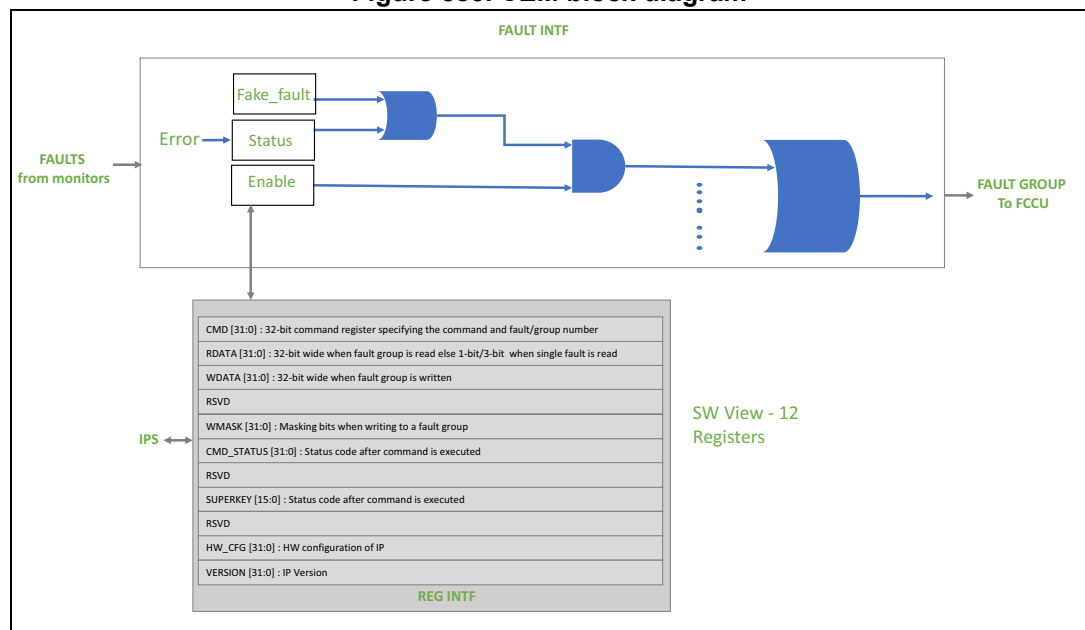 FAULT INTF
Fake_fault
Error
Status
Enable
FAULTS
from monitors
FAULT GROUP
To FCCU
CMD [31:0] : 32-bit command register specifying the command and fault/group number
RDATA [31:0] : 32-bit wide when fault group is read else 1-bit/3-bit when single fault is read
WDATA [31:0] : 32-bit wide when fault group is written
RSVD
WMASK [31:0] : Masking bits when writing to a fault group
CMD_STATUS [31:0] : Status code after command is executed
RSVD
SUPERKEY [15:0] : Status code after command is executed
RSVD
HW_CFG [31:0] : HW configuration of IP
VERSION [31:0] : IP Version
REG INTF
IPS
SW View - 12
Registers